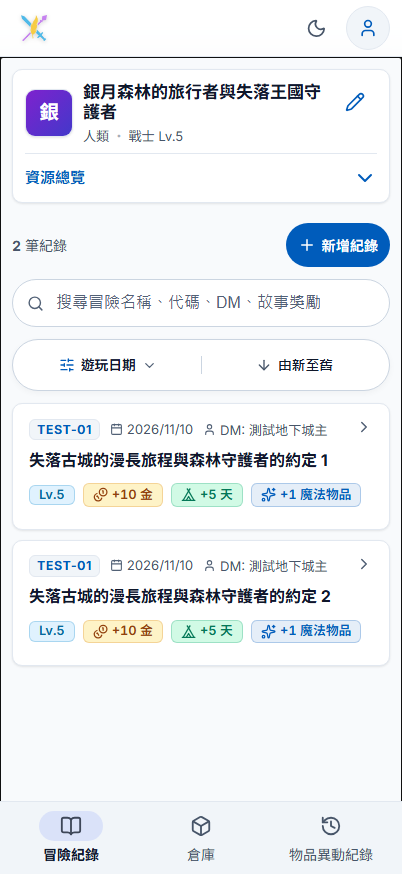 銀
銀月森林的旅行者與失落王國守
護者
人類 • 戰士 Lv.5
資源總覽
2 筆紀錄
新增紀錄
搜尋冒險名稱、代碼、DM、故事獎勵
遊玩日期
由新至舊
TEST-01 2026/11/10 DM: 測試地下城主
失落古城的漫長旅程與森林守護者的約定 1
Lv.5 +10 金 +5 天 +1 魔法物品
TEST-01 2026/11/10 DM: 測試地下城主
失落古城的漫長旅程與森林守護者的約定 2
Lv.5 +10 金 +5 天 +1 魔法物品
冒險紀錄
倉庫
物品異動紀錄